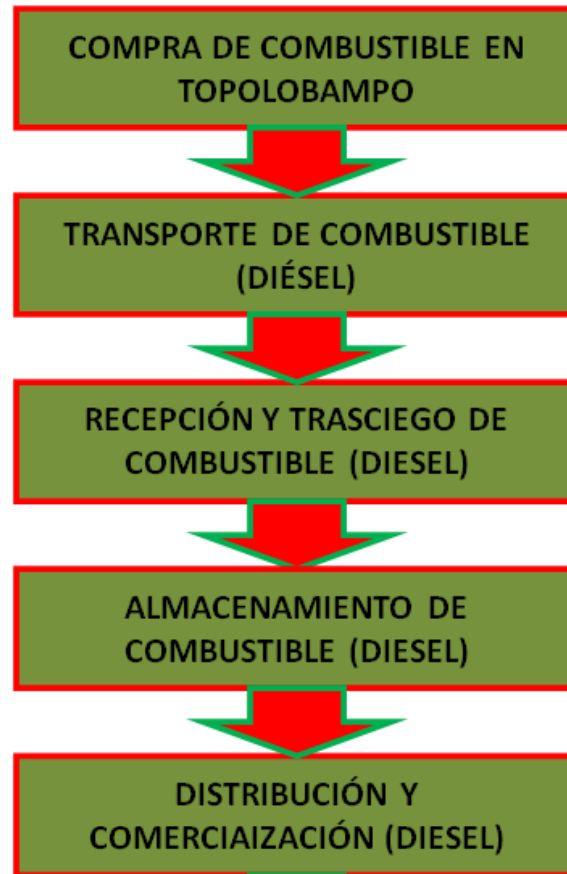 COMPRA DE COMBUSTIBLE EN
TOPOLOBAMPO
TRANSPORTE DE COMBUSTIBLE
(DIÉSEL)
RECEPCIÓN Y TRASCIEGO DE
COMBUSTIBLE (DIESEL)
ALMACENAMIENTO DE
COMBUSTIBLE (DIESEL)
DISTRIBUCIÓN Y
COMERCIAIZACIÓN (DIESEL)